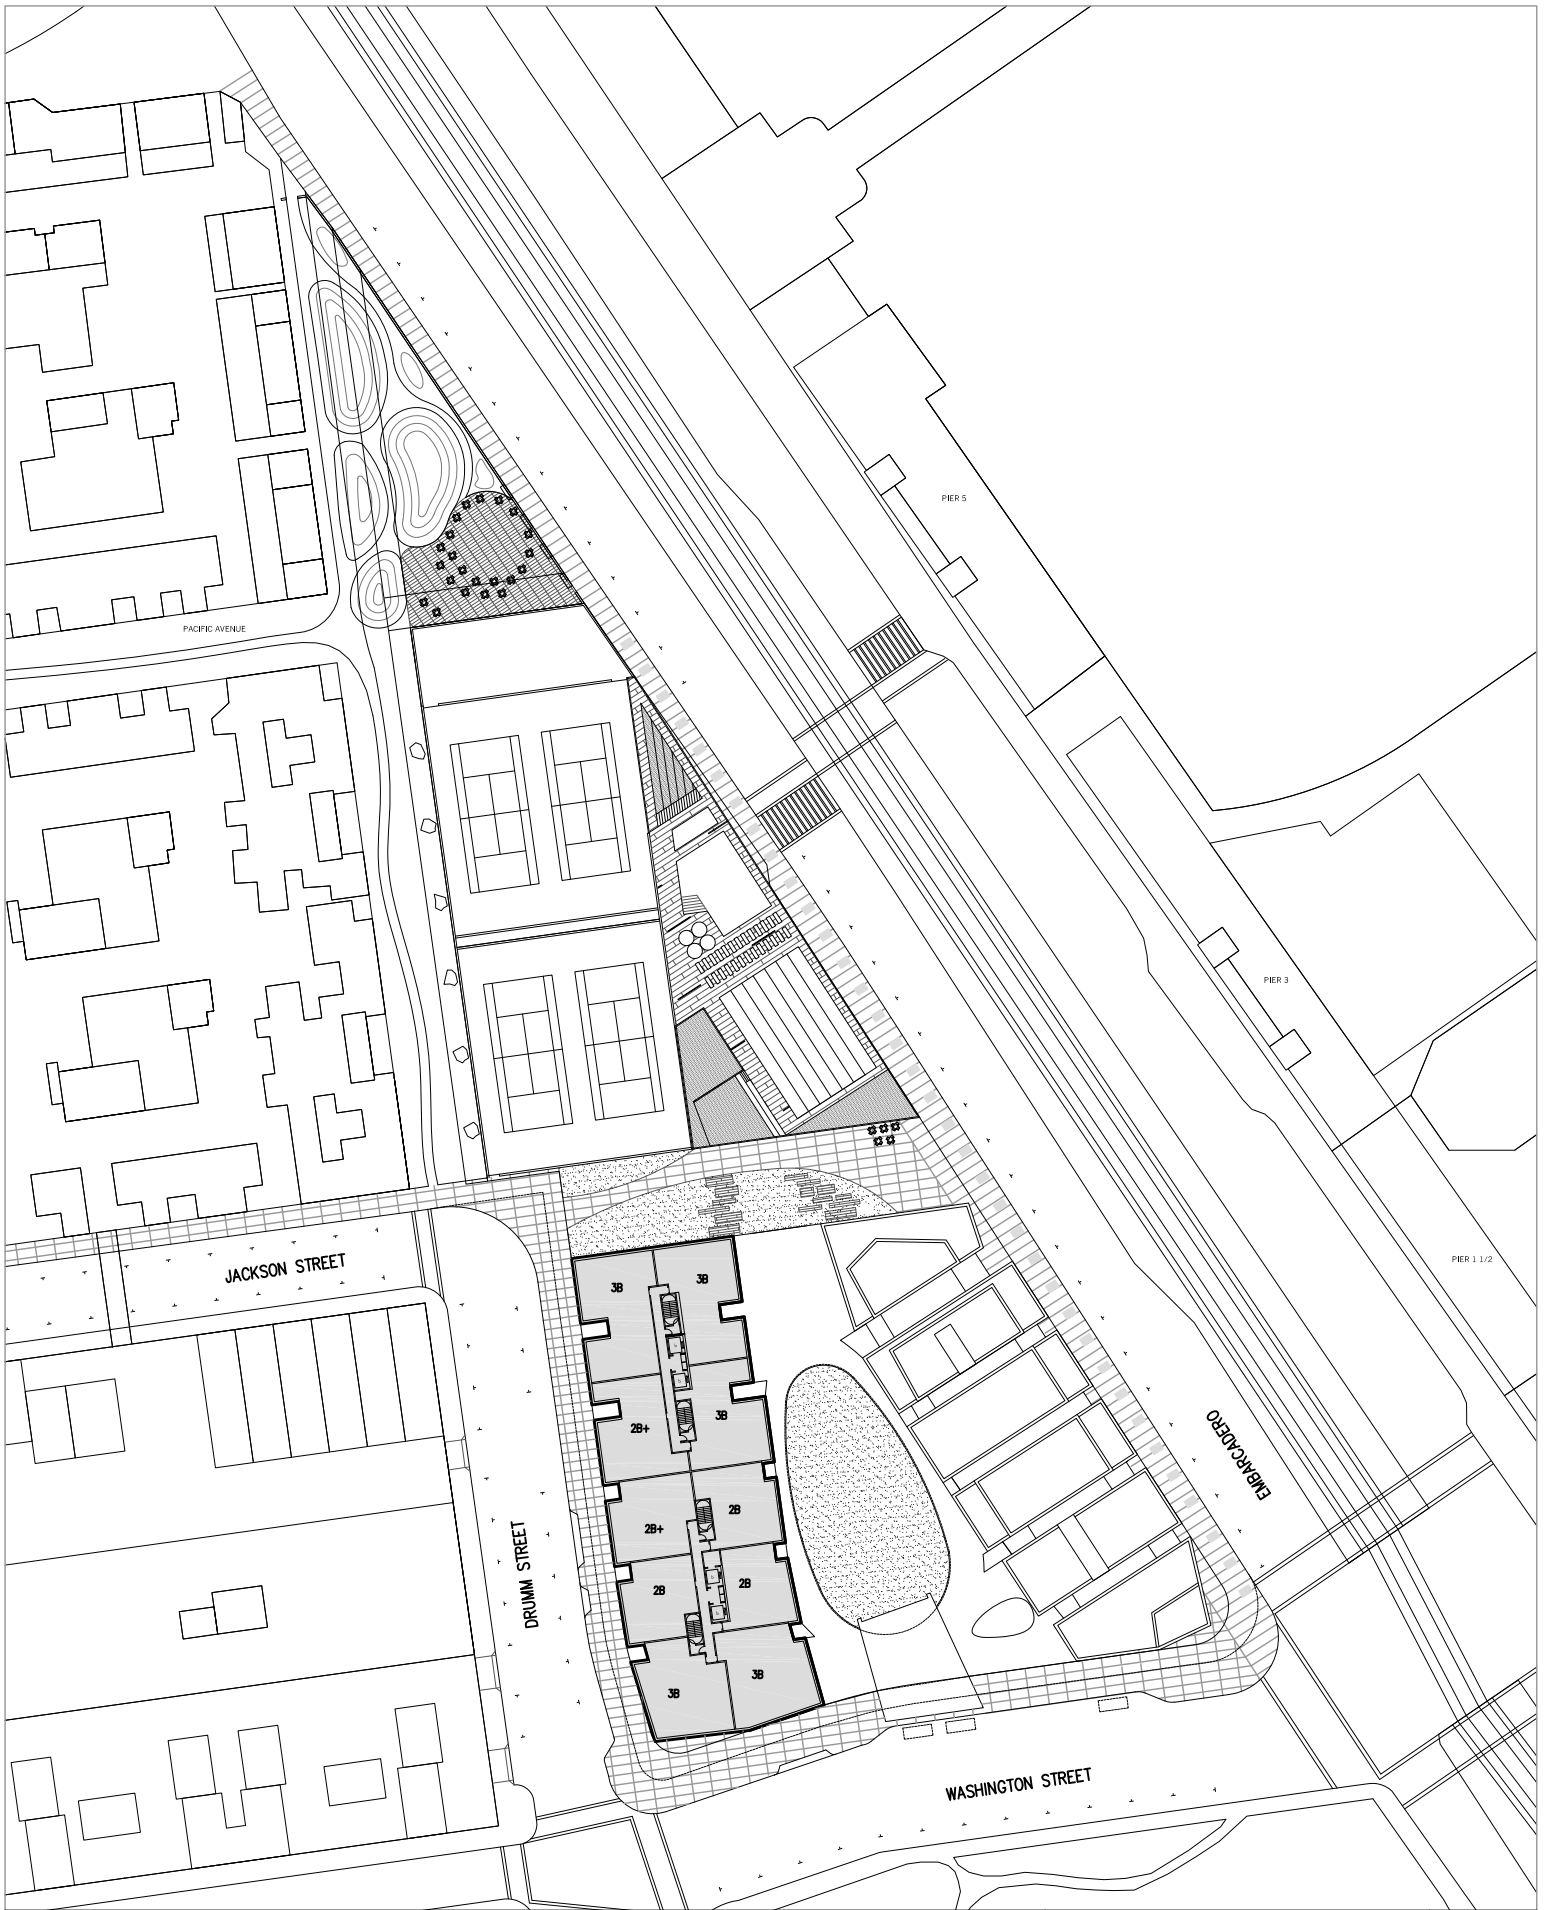 PIER 5
PACIFIC AVENUE
PIER 3
PIER 1 1/2
JACKSON STREET
3B
3B
2B+
3B
EMBARCADERO
2B+
2B
DRUMM STREET
2B
2B
3B
3B
WASHINGTON STREET